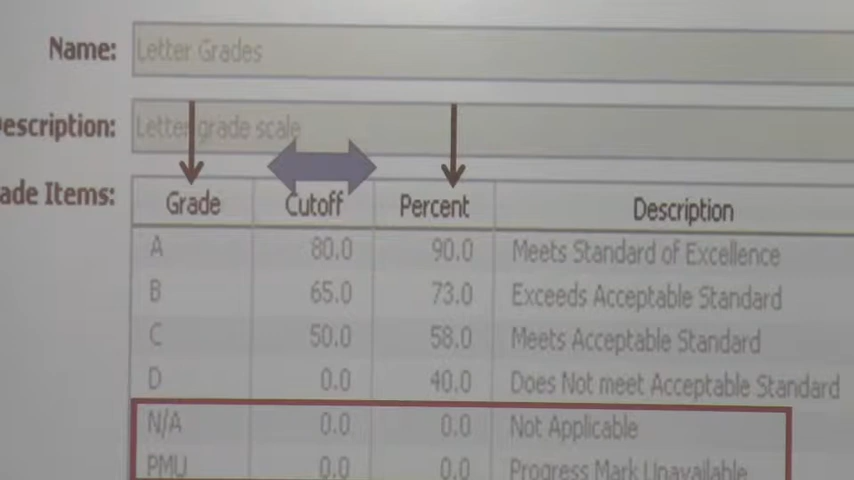 Name: Letter Grades
Description: Letter grade scale
ade Items:
Grade Cutoff Percent Description
A 80.0 90.0 Meets Standard of Excellence
B 65.0 73.0 Exceeds Acceptable Standard
C 50.0 58.0 Meets Acceptable Standard
D 0.0 40.0 Does Not meet Acceptable Standard
N/A 0.0 0.0 Not Applicable
PMU 0.0 0.0 Progress Mark Unavailable